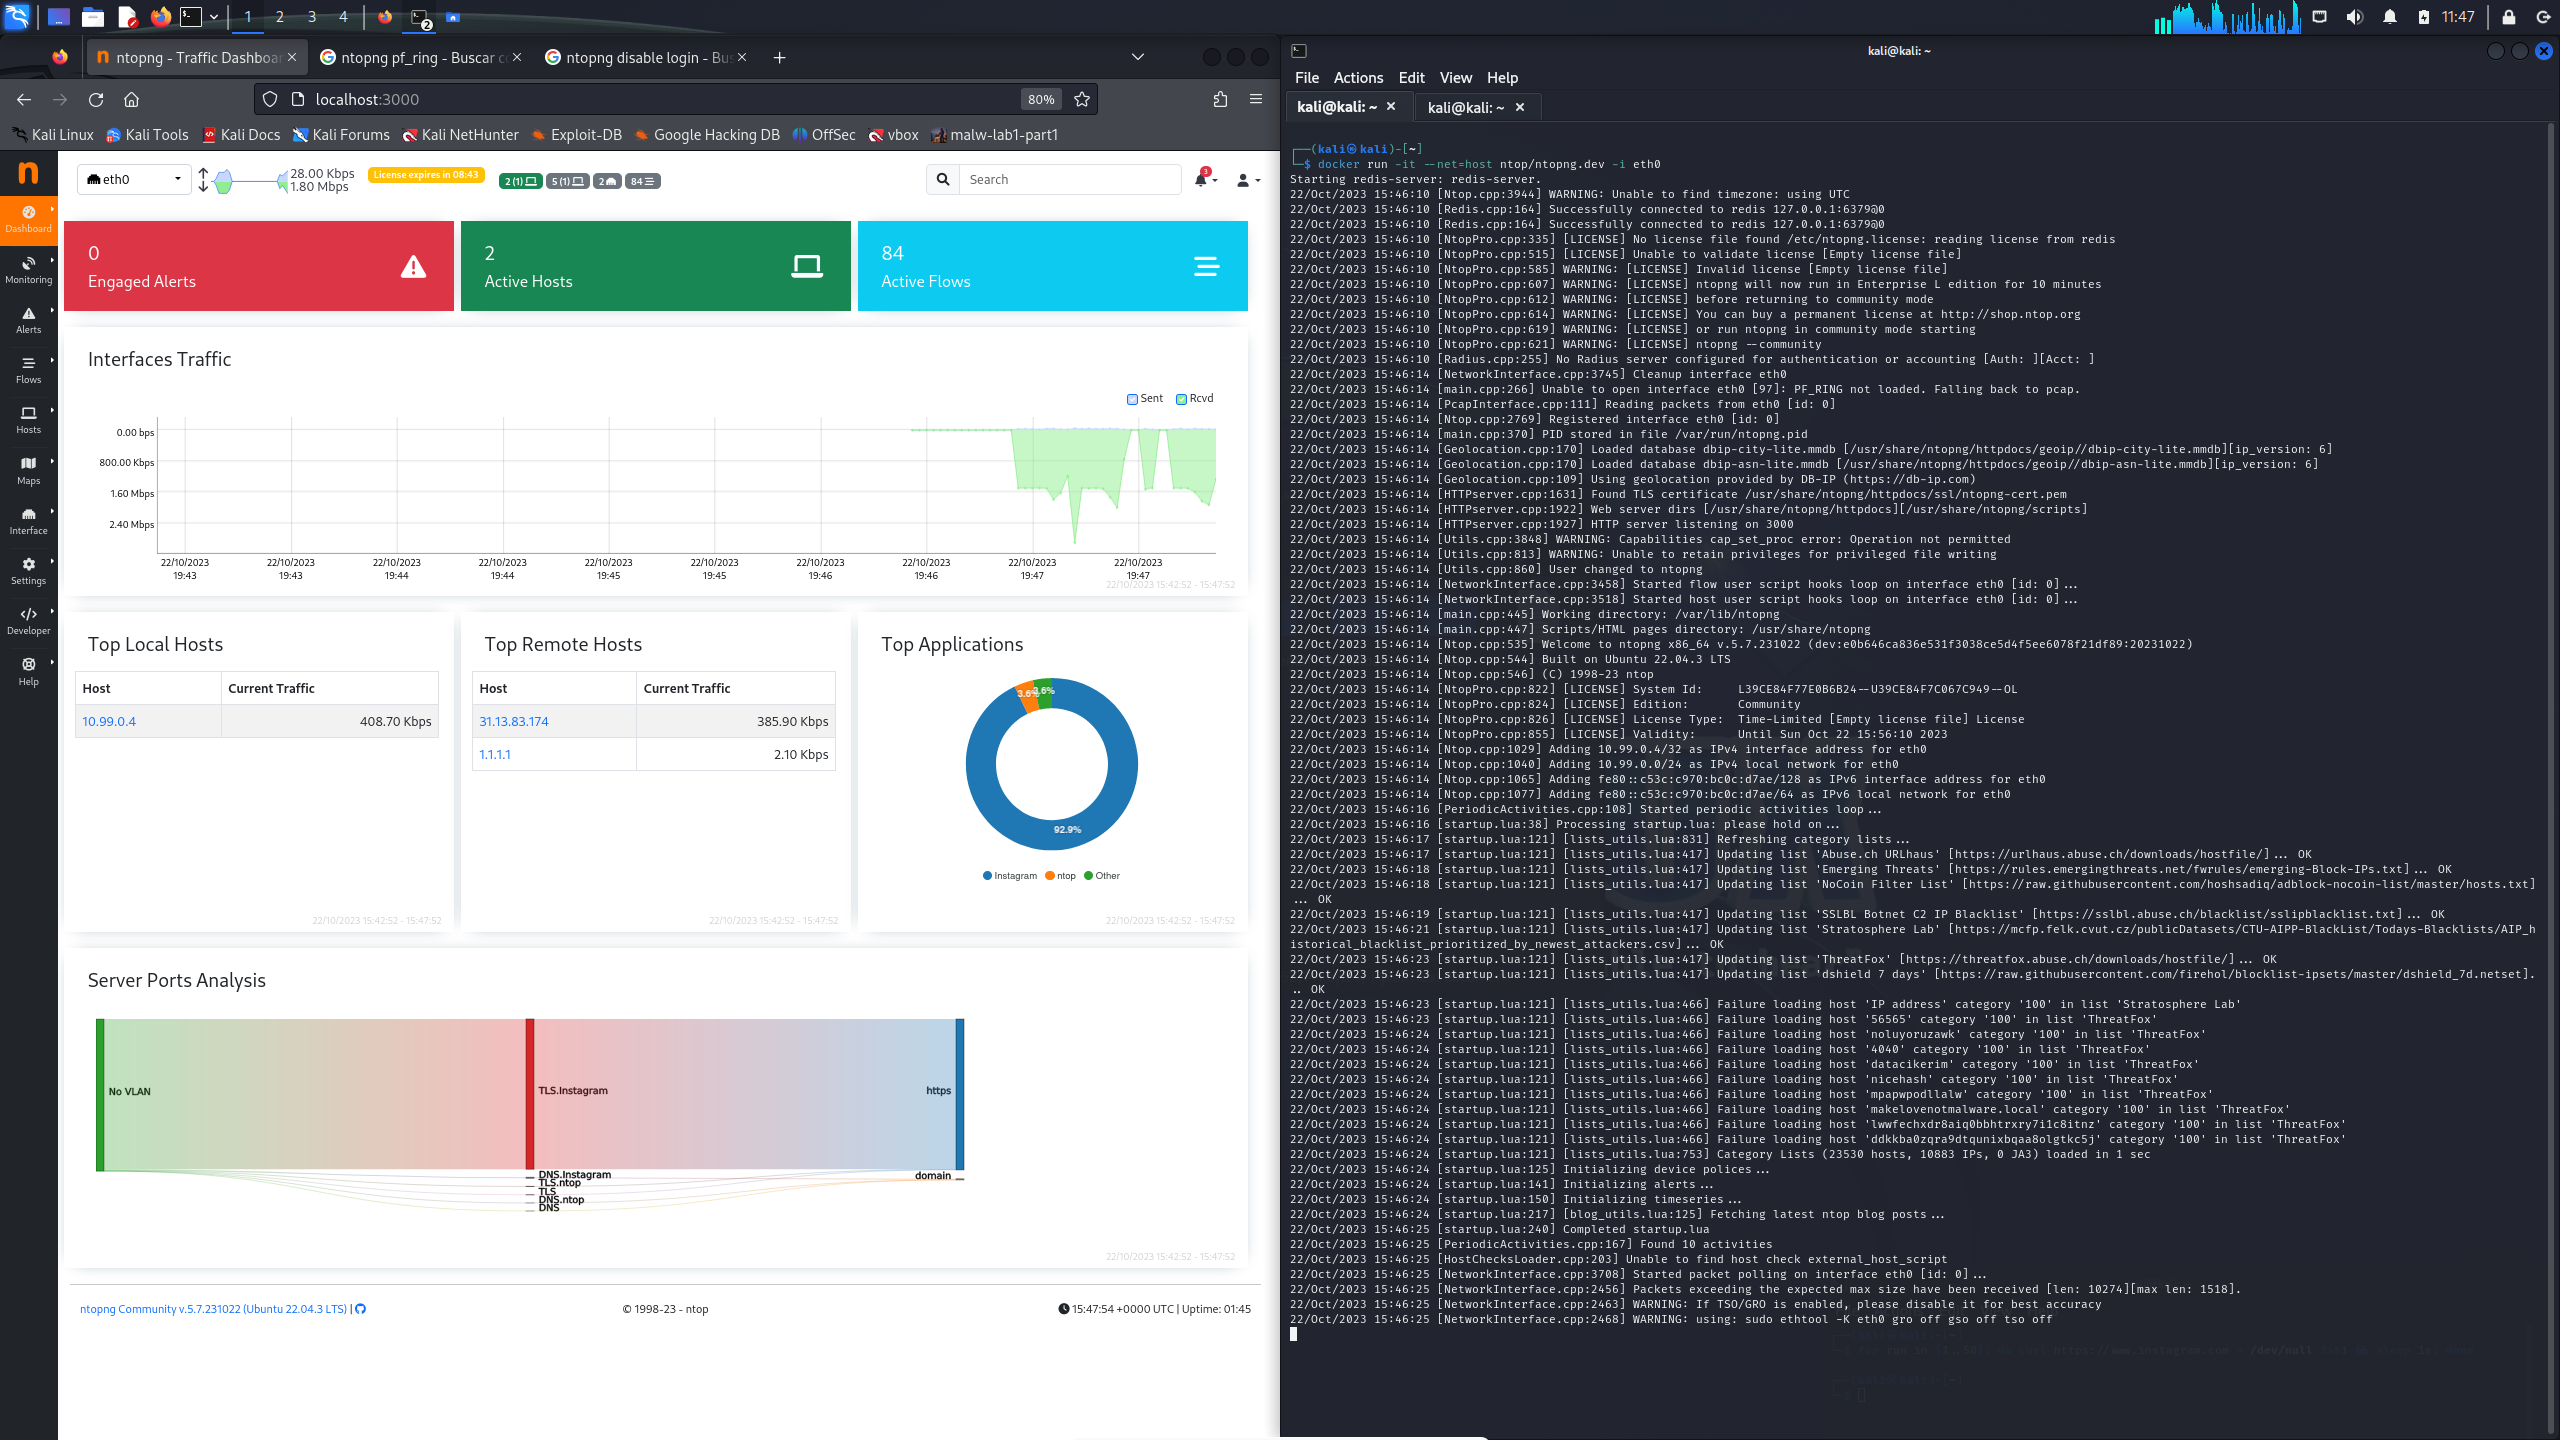 1 2 3 4
2
11:47
ntopng - Traffic Dashboar
ntopng pf_ring - Buscar c
ntopng disable login - Bus
localhost:3000
80%
Kali Linux Kali Tools Kali Docs Kali Forums Kali NetHunter Exploit-DB Google Hacking DB OffSec vbox malw-lab1-part1
n
Dashboard
Monitoring
Alerts
Flows
Hosts
Maps
Interface
Settings
Developer
Help
eth0
28.00 Kbps
1.80 Mbps
License expires in 08:43
2 (1) 5 (1) 2 84
Search
3
0
Engaged Alerts
2
Active Hosts
84
Active Flows
Interfaces Traffic
Sent Rcvd
0.00 bps
800.00 Kbps
1.60 Mbps
2.40 Mbps
22/10/2023 22/10/2023 22/10/2023 22/10/2023 22/10/2023 22/10/2023 22/10/2023 22/10/2023 22/10/2023 22/10/2023
19:43 19:43 19:44 19:44 19:45 19:45 19:46 19:46 19:47 19:47
22/10/2023 15:42:52 - 15:47:52
Top Local Hosts
Host Current Traffic
10.99.0.4 408.70 Kbps
22/10/2023 15:42:52 - 15:47:52
Top Remote Hosts
Host Current Traffic
31.13.83.174 385.90 Kbps
1.1.1.1 2.10 Kbps
22/10/2023 15:42:52 - 15:47:52
Top Applications
3.6% 3.6%
92.9%
Instagram ntop Other
22/10/2023 15:42:52 - 15:47:52
Server Ports Analysis
No VLAN
TLS.Instagram
https
DNS.Instagram
TLS.ntop
TLS
DNS.ntop
DNS
domain
22/10/2023 15:42:52 - 15:47:52
ntopng Community v.5.7.231022 (Ubuntu 22.04.3 LTS) |
© 1998-23 - ntop
15:47:54 +0000 UTC | Uptime: 01:45
kali@kali: ~
File Actions Edit View Help
kali@kali: ~ × kali@kali: ~ ×
┌──(kali㉿kali)-[~]
└─$ docker run -it --net=host ntop/ntopng.dev -i eth0
Starting redis-server: redis-server.
22/Oct/2023 15:46:10 [Ntop.cpp:3944] WARNING: Unable to find timezone: using UTC
22/Oct/2023 15:46:10 [Redis.cpp:164] Successfully connected to redis 127.0.0.1:6379@0
22/Oct/2023 15:46:10 [Redis.cpp:164] Successfully connected to redis 127.0.0.1:6379@0
22/Oct/2023 15:46:10 [NtopPro.cpp:335] [LICENSE] No license file found /etc/ntopng.license: reading license from redis
22/Oct/2023 15:46:10 [NtopPro.cpp:515] [LICENSE] Unable to validate license [Empty license file]
22/Oct/2023 15:46:10 [NtopPro.cpp:585] WARNING: [LICENSE] Invalid license [Empty license file]
22/Oct/2023 15:46:10 [NtopPro.cpp:607] WARNING: [LICENSE] ntopng will now run in Enterprise L edition for 10 minutes
22/Oct/2023 15:46:10 [NtopPro.cpp:612] WARNING: [LICENSE] before returning to community mode
22/Oct/2023 15:46:10 [NtopPro.cpp:614] WARNING: [LICENSE] You can buy a permanent license at http://shop.ntop.org
22/Oct/2023 15:46:10 [NtopPro.cpp:619] WARNING: [LICENSE] or run ntopng in community mode starting
22/Oct/2023 15:46:10 [NtopPro.cpp:621] WARNING: [LICENSE] ntopng --community
22/Oct/2023 15:46:10 [Radius.cpp:255] No Radius server configured for authentication or accounting [Auth: ][Acct: ]
22/Oct/2023 15:46:14 [NetworkInterface.cpp:3745] Cleanup interface eth0
22/Oct/2023 15:46:14 [main.cpp:266] Unable to open interface eth0 [97]: PF_RING not loaded. Falling back to pcap.
22/Oct/2023 15:46:14 [PcapInterface.cpp:111] Reading packets from eth0 [id: 0]
22/Oct/2023 15:46:14 [Ntop.cpp:2769] Registered interface eth0 [id: 0]
22/Oct/2023 15:46:14 [main.cpp:370] PID stored in file /var/run/ntopng.pid
22/Oct/2023 15:46:14 [Geolocation.cpp:170] Loaded database dbip-city-lite.mmdb [/usr/share/ntopng/httpdocs/geoip//dbip-city-lite.mmdb][ip_version: 6]
22/Oct/2023 15:46:14 [Geolocation.cpp:170] Loaded database dbip-asn-lite.mmdb [/usr/share/ntopng/httpdocs/geoip//dbip-asn-lite.mmdb][ip_version: 6]
22/Oct/2023 15:46:14 [Geolocation.cpp:109] Using geolocation provided by DB-IP (https://db-ip.com)
22/Oct/2023 15:46:14 [HTTPserver.cpp:1631] Found TLS certificate /usr/share/ntopng/httpdocs/ssl/ntopng-cert.pem
22/Oct/2023 15:46:14 [HTTPserver.cpp:1922] Web server dirs [/usr/share/ntopng/httpdocs][/usr/share/ntopng/scripts]
22/Oct/2023 15:46:14 [HTTPserver.cpp:1927] HTTP server listening on 3000
22/Oct/2023 15:46:14 [Utils.cpp:3848] WARNING: Capabilities cap_set_proc error: Operation not permitted
22/Oct/2023 15:46:14 [Utils.cpp:813] WARNING: Unable to retain privileges for privileged file writing
22/Oct/2023 15:46:14 [Utils.cpp:860] User changed to ntopng
22/Oct/2023 15:46:14 [NetworkInterface.cpp:3458] Started flow user script hooks loop on interface eth0 [id: 0]...
22/Oct/2023 15:46:14 [NetworkInterface.cpp:3518] Started host user script hooks loop on interface eth0 [id: 0]...
22/Oct/2023 15:46:14 [main.cpp:445] Working directory: /var/lib/ntopng
22/Oct/2023 15:46:14 [main.cpp:447] Scripts/HTML pages directory: /usr/share/ntopng
22/Oct/2023 15:46:14 [Ntop.cpp:535] Welcome to ntopng x86_64 v.5.7.231022 (dev:e0b646ca836e531f3038ce5d4f5ee6078f21df89:20231022)
22/Oct/2023 15:46:14 [Ntop.cpp:544] Built on Ubuntu 22.04.3 LTS
22/Oct/2023 15:46:14 [Ntop.cpp:546] (C) 1998-23 ntop
22/Oct/2023 15:46:14 [NtopPro.cpp:822] [LICENSE] System Id: L39CE84F77E0B6B24--U39CE84F7C067C949--OL
22/Oct/2023 15:46:14 [NtopPro.cpp:824] [LICENSE] Edition: Community
22/Oct/2023 15:46:14 [NtopPro.cpp:826] [LICENSE] License Type: Time-Limited [Empty license file] License
22/Oct/2023 15:46:14 [NtopPro.cpp:855] [LICENSE] Validity: Until Sun Oct 22 15:56:10 2023
22/Oct/2023 15:46:14 [Ntop.cpp:1029] Adding 10.99.0.4/32 as IPv4 interface address for eth0
22/Oct/2023 15:46:14 [Ntop.cpp:1040] Adding 10.99.0.0/24 as IPv4 local network for eth0
22/Oct/2023 15:46:14 [Ntop.cpp:1065] Adding fe80::c53c:c970:bc0c:d7ae/128 as IPv6 interface address for eth0
22/Oct/2023 15:46:14 [Ntop.cpp:1077] Adding fe80::c53c:c970:bc0c:d7ae/64 as IPv6 local network for eth0
22/Oct/2023 15:46:16 [PeriodicActivities.cpp:108] Started periodic activities loop...
22/Oct/2023 15:46:16 [startup.lua:38] Processing startup.lua: please hold on...
22/Oct/2023 15:46:17 [startup.lua:121] [lists_utils.lua:831] Refreshing category lists...
22/Oct/2023 15:46:17 [startup.lua:121] [lists_utils.lua:417] Updating list 'Abuse.ch URLhaus' [https://urlhaus.abuse.ch/downloads/hostfile/]... OK
22/Oct/2023 15:46:18 [startup.lua:121] [lists_utils.lua:417] Updating list 'Emerging Threats' [https://rules.emergingthreats.net/fwrules/emerging-Block-IPs.txt]... OK
22/Oct/2023 15:46:18 [startup.lua:121] [lists_utils.lua:417] Updating list 'NoCoin Filter List' [https://raw.githubusercontent.com/hoshsadiq/adblock-nocoin-list/master/hosts.txt]
... OK
22/Oct/2023 15:46:19 [startup.lua:121] [lists_utils.lua:417] Updating list 'SSLBL Botnet C2 IP Blacklist' [https://sslbl.abuse.ch/blacklist/sslipblacklist.txt]... OK
22/Oct/2023 15:46:21 [startup.lua:121] [lists_utils.lua:417] Updating list 'Stratosphere Lab' [https://mcfp.felk.cvut.cz/publicDatasets/CTU-AIPP-BlackList/Todays-Blacklists/AIP_h
istorical_blacklist_prioritized_by_newest_attackers.csv]... OK
22/Oct/2023 15:46:23 [startup.lua:121] [lists_utils.lua:417] Updating list 'ThreatFox' [https://threatfox.abuse.ch/downloads/hostfile/]... OK
22/Oct/2023 15:46:23 [startup.lua:121] [lists_utils.lua:417] Updating list 'dshield 7 days' [https://raw.githubusercontent.com/firehol/blocklist-ipsets/master/dshield_7d.netset].
.. OK
22/Oct/2023 15:46:23 [startup.lua:121] [lists_utils.lua:466] Failure loading host 'IP address' category '100' in list 'Stratosphere Lab'
22/Oct/2023 15:46:23 [startup.lua:121] [lists_utils.lua:466] Failure loading host '56565' category '100' in list 'ThreatFox'
22/Oct/2023 15:46:24 [startup.lua:121] [lists_utils.lua:466] Failure loading host 'noluyoruzawk' category '100' in list 'ThreatFox'
22/Oct/2023 15:46:24 [startup.lua:121] [lists_utils.lua:466] Failure loading host '4040' category '100' in list 'ThreatFox'
22/Oct/2023 15:46:24 [startup.lua:121] [lists_utils.lua:466] Failure loading host 'datacikerim' category '100' in list 'ThreatFox'
22/Oct/2023 15:46:24 [startup.lua:121] [lists_utils.lua:466] Failure loading host 'nicehash' category '100' in list 'ThreatFox'
22/Oct/2023 15:46:24 [startup.lua:121] [lists_utils.lua:466] Failure loading host 'mpapwpodllalw' category '100' in list 'ThreatFox'
22/Oct/2023 15:46:24 [startup.lua:121] [lists_utils.lua:466] Failure loading host 'makelovenotmalware.local' category '100' in list 'ThreatFox'
22/Oct/2023 15:46:24 [startup.lua:121] [lists_utils.lua:466] Failure loading host 'lwwfechxdr8aiq0bbhtrxry7i1c8itnz' category '100' in list 'ThreatFox'
22/Oct/2023 15:46:24 [startup.lua:121] [lists_utils.lua:466] Failure loading host 'ddkkba0zqra9dtqunixbqaa8olgtkc5j' category '100' in list 'ThreatFox'
22/Oct/2023 15:46:24 [startup.lua:121] [lists_utils.lua:753] Category Lists (23530 hosts, 10883 IPs, 0 JA3) loaded in 1 sec
22/Oct/2023 15:46:24 [startup.lua:125] Initializing device polices...
22/Oct/2023 15:46:24 [startup.lua:141] Initializing alerts...
22/Oct/2023 15:46:24 [startup.lua:150] Initializing timeseries...
22/Oct/2023 15:46:24 [startup.lua:217] [blog_utils.lua:125] Fetching latest ntop blog posts...
22/Oct/2023 15:46:25 [startup.lua:240] Completed startup.lua
22/Oct/2023 15:46:25 [PeriodicActivities.cpp:167] Found 10 activities
22/Oct/2023 15:46:25 [HostChecksLoader.cpp:203] Unable to find host check external_host_script
22/Oct/2023 15:46:25 [NetworkInterface.cpp:3708] Started packet polling on interface eth0 [id: 0]...
22/Oct/2023 15:46:25 [NetworkInterface.cpp:2456] Packets exceeding the expected max size have been received [len: 10274][max len: 1518].
22/Oct/2023 15:46:25 [NetworkInterface.cpp:2463] WARNING: If TSO/GRO is enabled, please disable it for best accuracy
22/Oct/2023 15:46:25 [NetworkInterface.cpp:2468] WARNING: using: sudo ethtool -K eth0 gro off gso off tso off